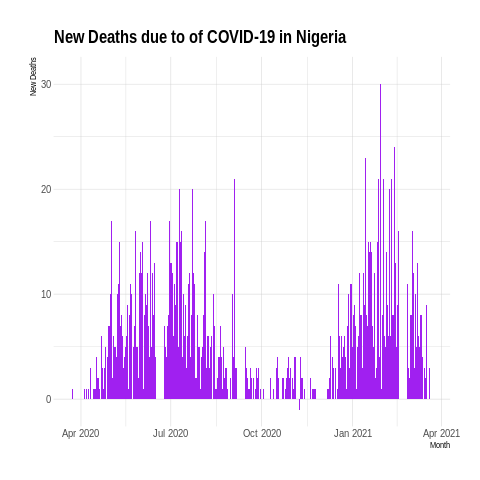 New Deaths due to of COVID-19 in Nigeria
New Deaths
30
20
10
0
Apr 2020
Jul 2020
Oct 2020
Jan 2021
Apr 2021
Month